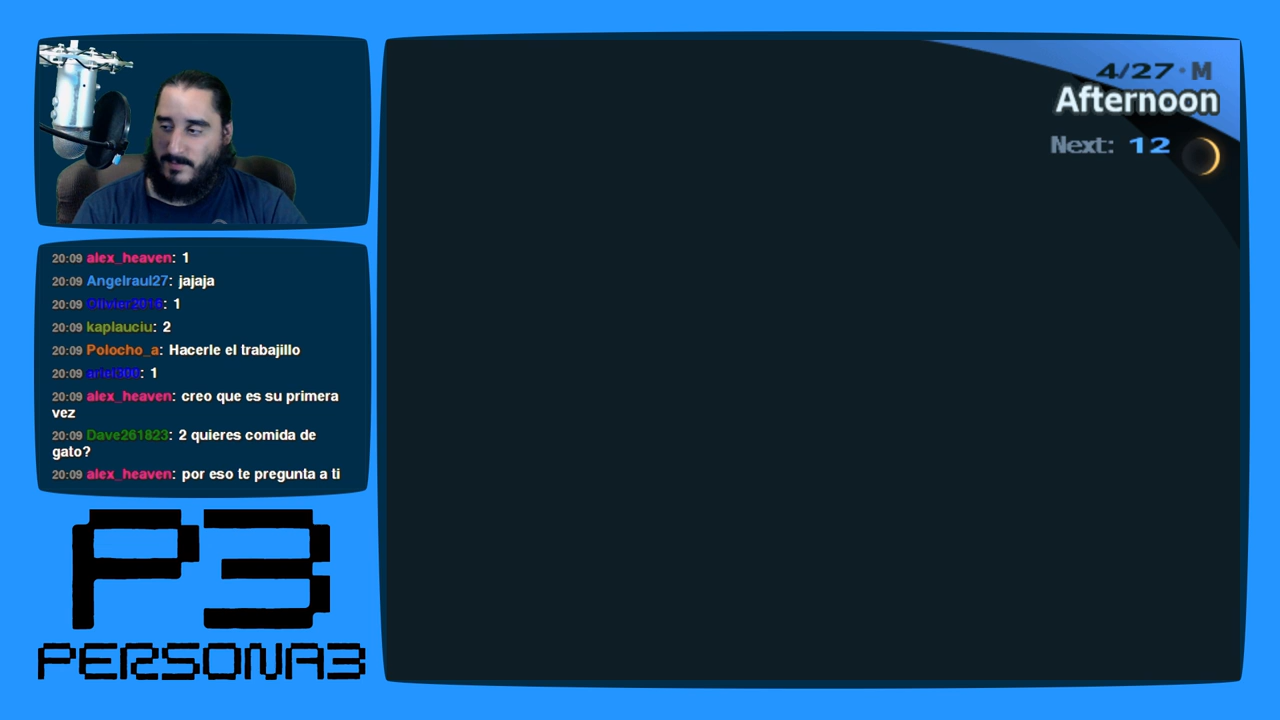 4/27 · M
Afternoon
Next: 12
20:09 alex_heaven: 1
20:09 Angelraul27: jajaja
20:09 : 1
20:09 kaplauciu: 2
20:09 Polocho_a: Hacerle el trabajillo
20:09 : 1
20:09 alex_heaven: creo que es su primera
vez
20:09 Dave261823: 2 quieres comida de
gato?
20:09 alex_heaven: por eso te pregunta a ti
P3
PERSONA3